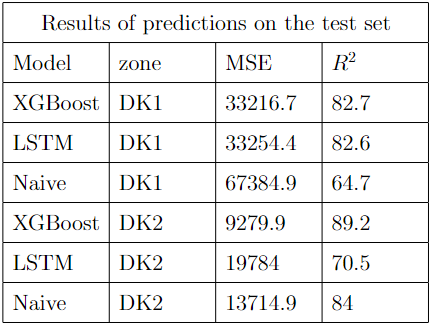 Results of predictions on the test set
Model zone MSE R²
XGBoost DK1 33216.7 82.7
LSTM DK1 33254.4 82.6
Naive DK1 67384.9 64.7
XGBoost DK2 9279.9 89.2
LSTM DK2 19784 70.5
Naive DK2 13714.9 84